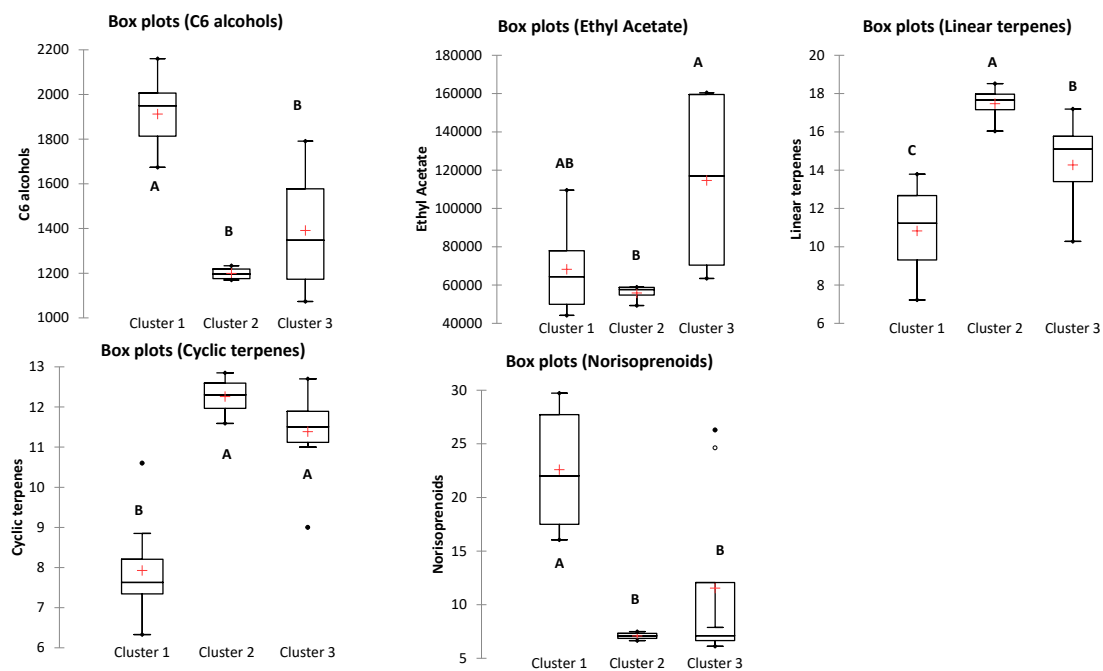 Box plots (C6 alcohols)
C6 alcohols
2200
2000
1800
1600
1400
1200
1000
A
B
B
Cluster 1 Cluster 2 Cluster 3
Box plots (Ethyl Acetate)
Ethyl Acetate
180000
160000
140000
120000
100000
80000
60000
40000
AB
B
A
Cluster 1 Cluster 2 Cluster 3
Box plots (Linear terpenes)
Linear terpenes
20
18
16
14
12
10
8
6
C
A
B
Cluster 1 Cluster 2 Cluster 3
Box plots (Cyclic terpenes)
Cyclic terpenes
13
12
11
10
9
8
7
6
B
A
A
Cluster 1 Cluster 2 Cluster 3
Box plots (Norisoprenoids)
Norisoprenoids
30
25
20
15
10
5
A
B
B
Cluster 1 Cluster 2 Cluster 3